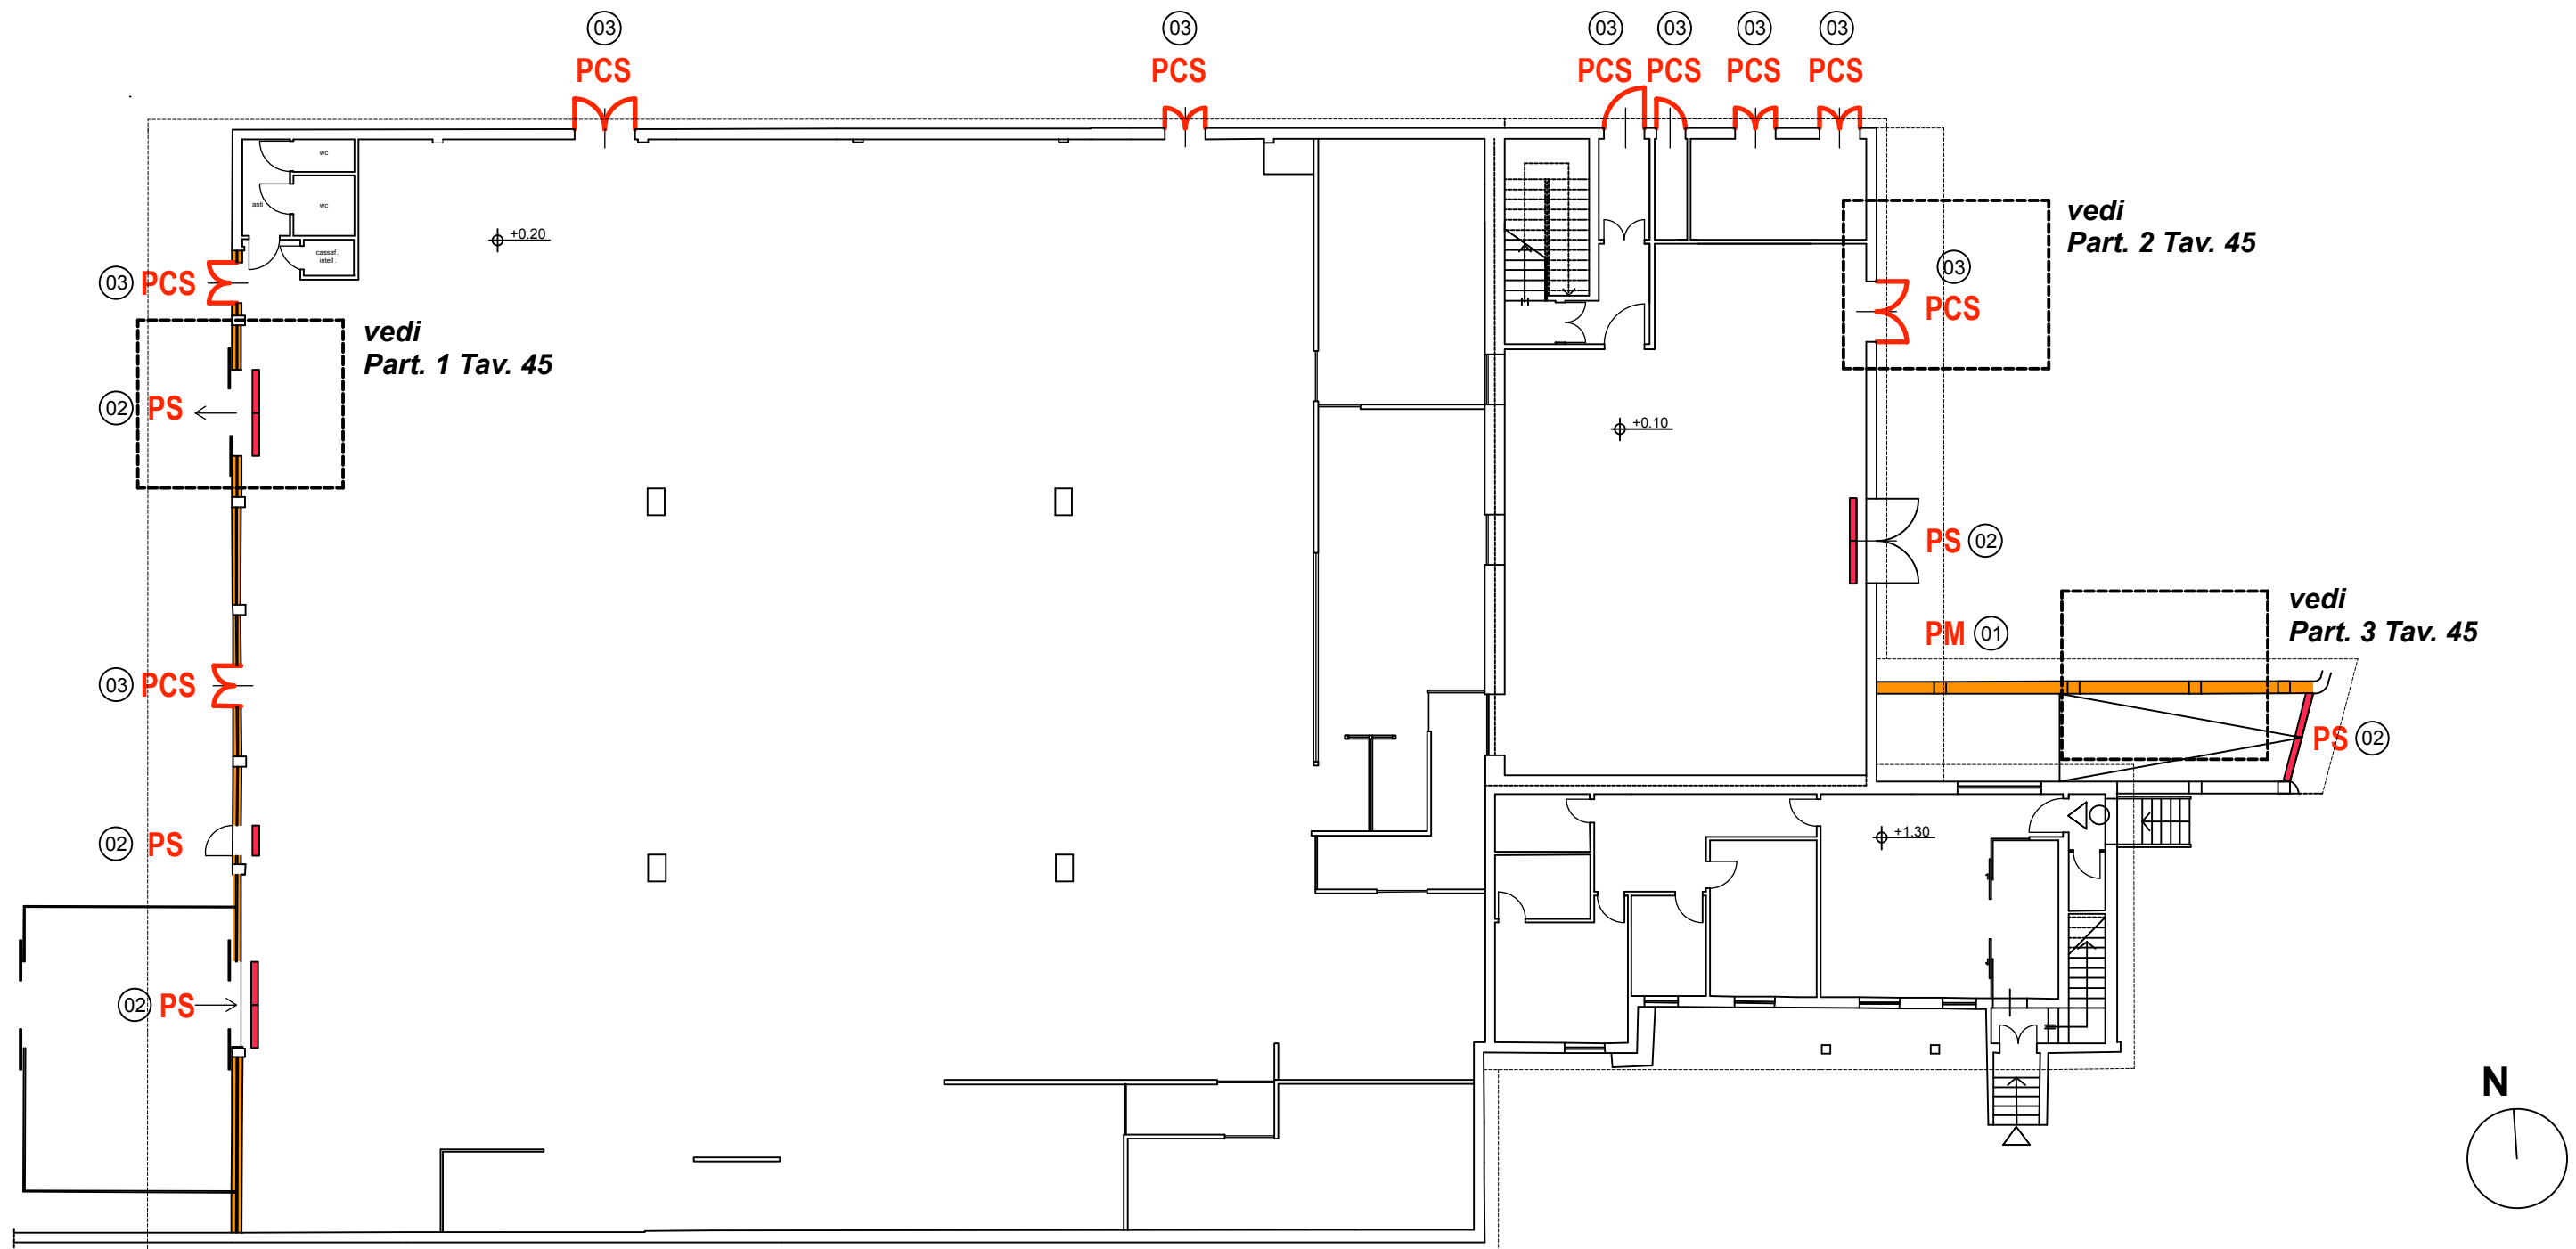 03 03 03 03 03 03
PCS PCS PCS PCS PCS PCS
wc
wc
anti
cassaf.
intell.
+0.20
vedi
Part. 2 Tav. 45
03
PCS
03 PCS
vedi
Part. 1 Tav. 45
02 PS
+0.10
PS 02
vedi
Part. 3 Tav. 45
PM 01
03 PCS
PS 02
02 PS
+1.30
02 PS
N